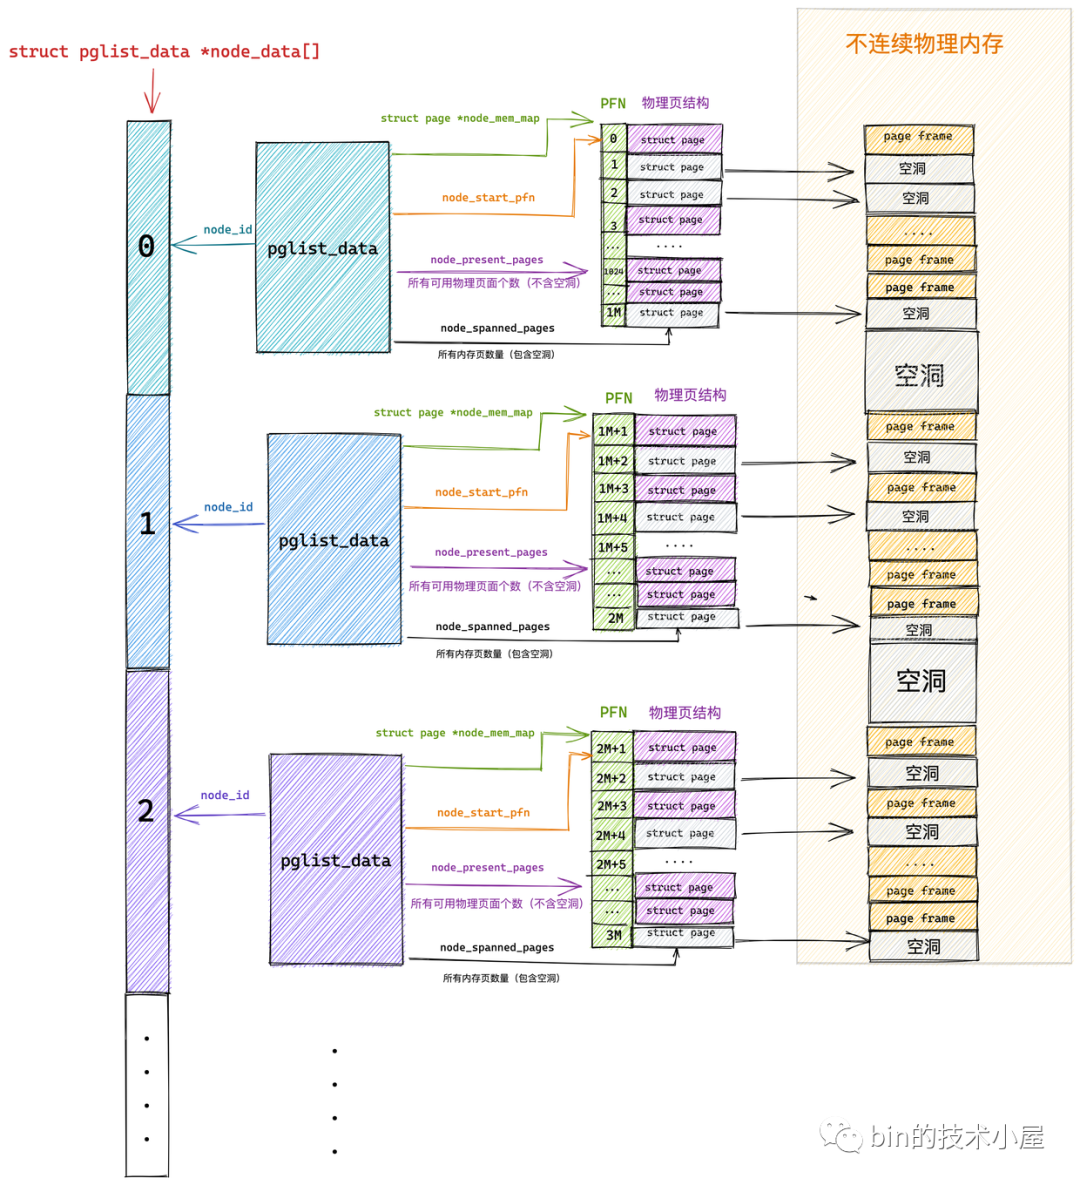 struct pglist_data *node_data[]
不连续物理内存
0
1
2
pglist_data
node_id
struct page *node_mem_map
node_start_pfn
node_present_pages
所有可用物理页面个数（不含空洞）
node_spanned_pages
所有内存页数量（包含空洞）
PFN 物理页结构
0 struct page
1 struct page
2 struct page
3 struct page
... ....
1024 struct page
... struct page
1M struct page
pglist_data
node_id
struct page *node_mem_map
node_start_pfn
node_present_pages
所有可用物理页面个数（不含空洞）
node_spanned_pages
所有内存页数量（包含空洞）
PFN 物理页结构
1M+1 struct page
1M+2 struct page
1M+3 struct page
1M+4 struct page
1M+5 ....
... struct page
... struct page
2M struct page
pglist_data
node_id
struct page *node_mem_map
node_start_pfn
node_present_pages
所有可用物理页面个数（不含空洞）
node_spanned_pages
所有内存页数量（包含空洞）
PFN 物理页结构
2M+1 struct page
2M+2 struct page
2M+3 struct page
2M+4 struct page
2M+5 ....
... struct page
... struct page
3M struct page
page frame
空洞
空洞
....
page frame
page frame
空洞
空洞
page frame
空洞
page frame
空洞
....
page frame
page frame
空洞
空洞
page frame
空洞
page frame
空洞
....
page frame
page frame
空洞
bin的技术小屋